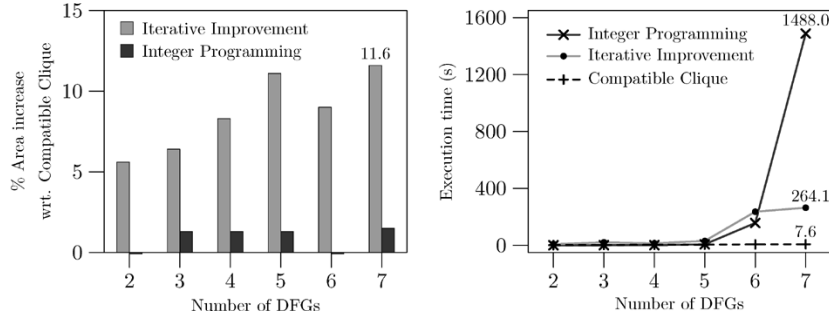 15%
10%
5%
0
% Area increase
wrt. Compatible Clique
Iterative Improvement
Integer Programming
11.6
2 3 4 5 6 7
Number of DFGs
1600
1200
800
400
0
Execution time (s)
Integer Programming
Iterative Improvement
Compatible Clique
1488.0
264.1
7.6
2 3 4 5 6 7
Number of DFGs